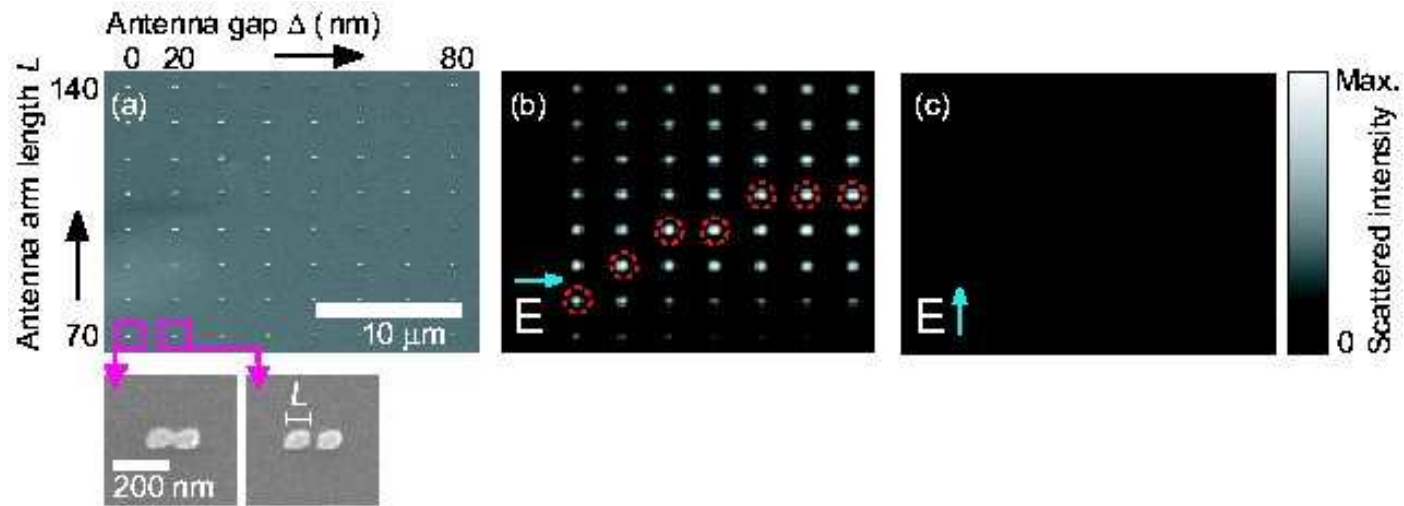 Antenna gap Δ (nm)
0 20 80
Antenna arm length L
140
70
(a)
10 μm
(b)
E
(c)
E
Max.
0
Scattered intensity
L
200 nm